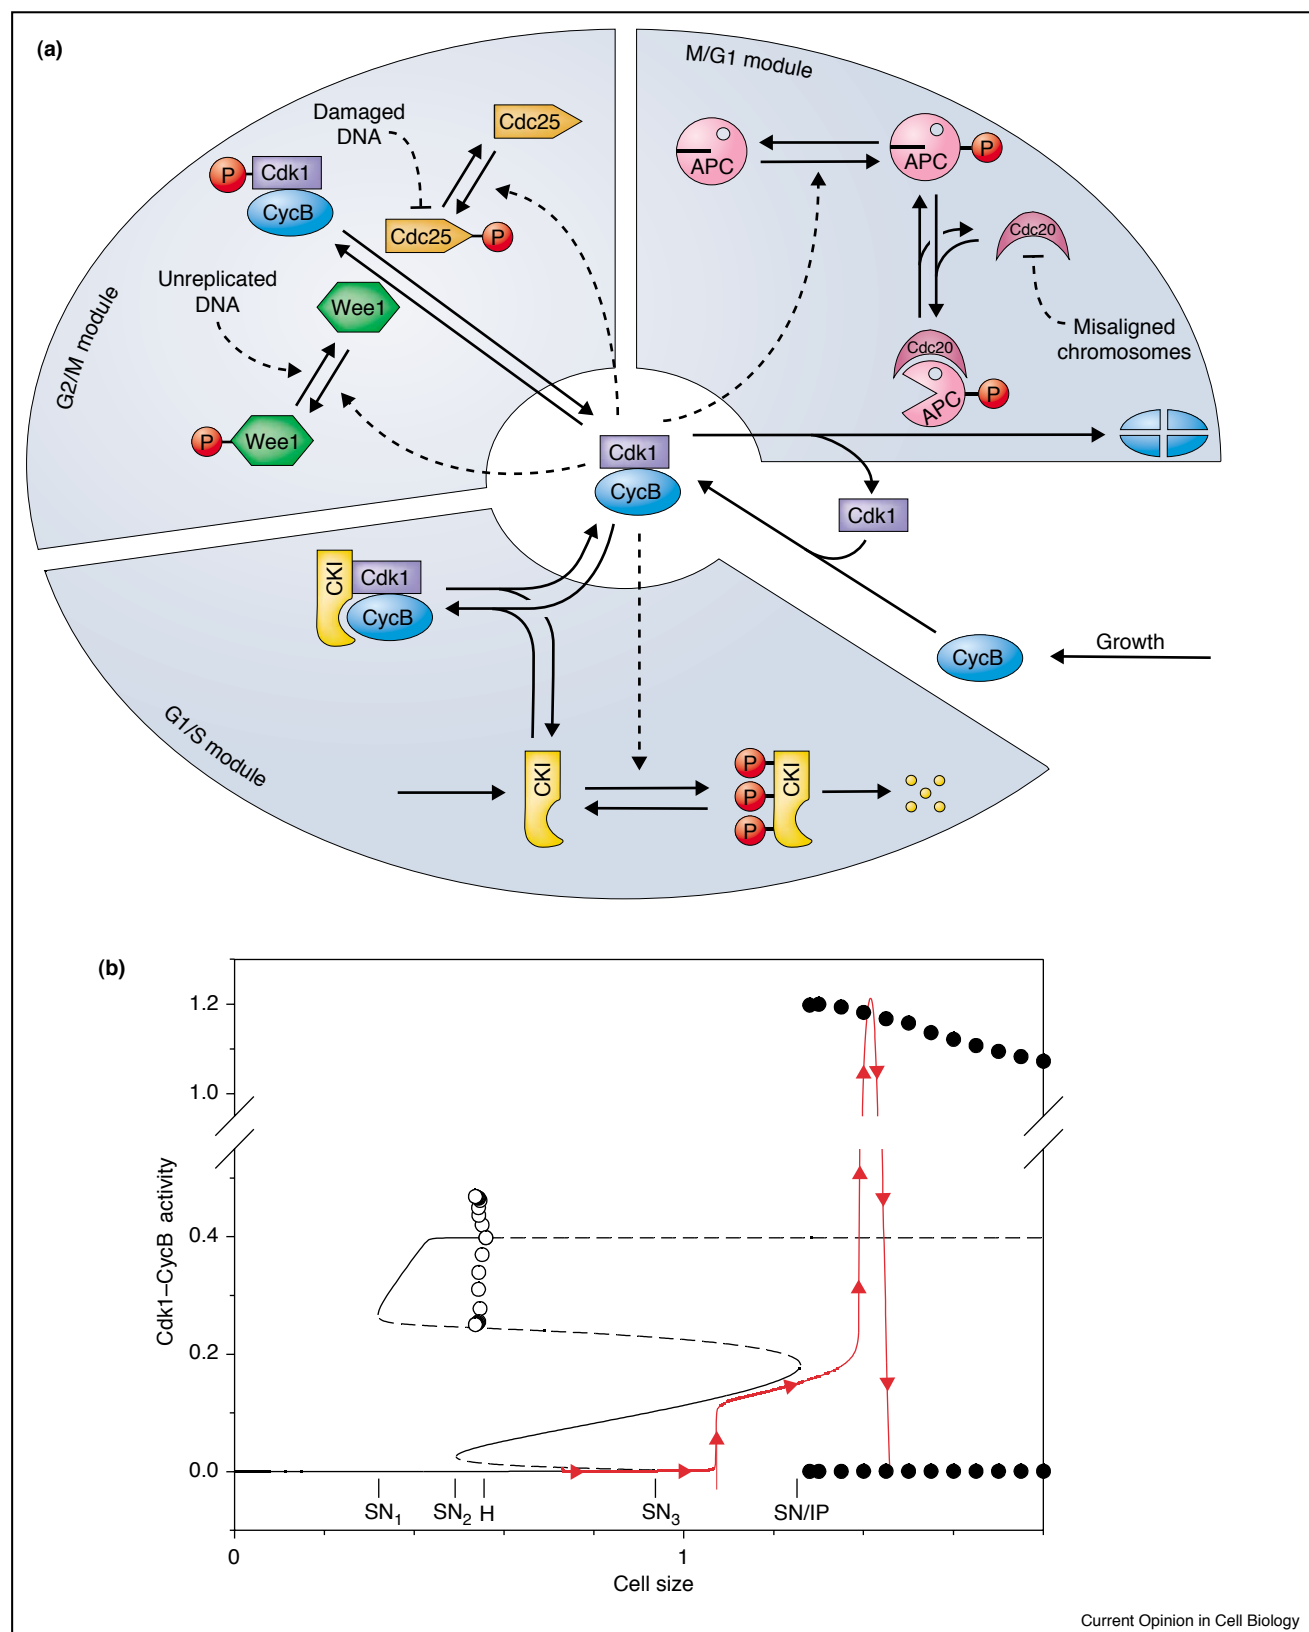 (a)
M/G1 module
Damaged
DNA
Cdc25
APC
APC
P
P
Cdk1
CycB
Cdc25
P
Cdc20
Unreplicated
DNA
Wee1
G2/M module
Misaligned
chromosomes
Cdc20
APC
P
P
Wee1
Cdk1
CycB
Cdk1
CKI
Cdk1
CycB
CycB
Growth
G1/S module
CKI
P
P
P
CKI
(b)
1.2
1.0
Cdk1–CycB activity
0.4
0.2
0.0
SN1
SN2
H
SN3
SN/IP
0
1
Cell size
Current Opinion in Cell Biology